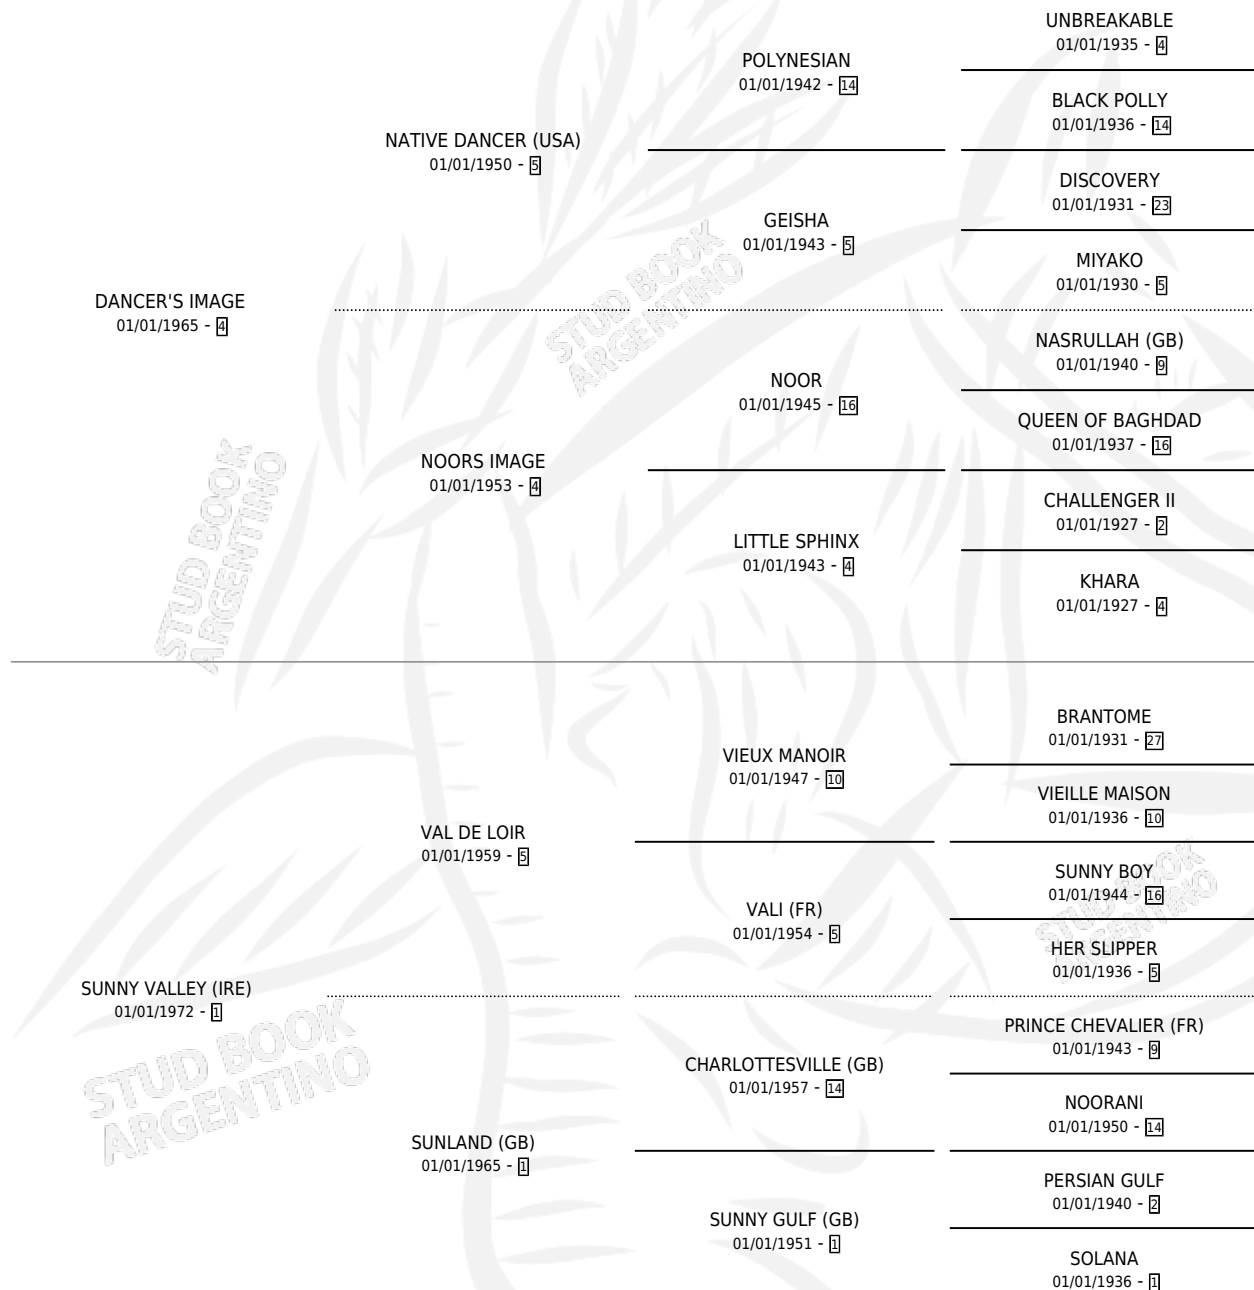 UNBREAKABLE
01/01/1935 - 4
POLYNESIAN
01/01/1942 - 14
BLACK POLLY
01/01/1936 - 14
NATIVE DANCER (USA)
01/01/1950 - 5
DISCOVERY
01/01/1931 - 23
GEISHA
01/01/1943 - 5
MIYAKO
01/01/1930 - 5
DANCER'S IMAGE
01/01/1965 - 4
STUD BOOK
ARGENTINO
NASRULLAH (GB)
01/01/1940 - 9
NOOR
01/01/1945 - 16
QUEEN OF BAGHDAD
01/01/1937 - 16
NOORS IMAGE
01/01/1953 - 4
CHALLENGER II
01/01/1927 - 2
LITTLE SPHINX
01/01/1943 - 4
KHARA
01/01/1927 - 4
STUD BOOK
ARGENTINO
BRANTOME
01/01/1931 - 27
VIEUX MANOIR
01/01/1947 - 10
VIEILLE MAISON
01/01/1936 - 10
VAL DE LOIR
01/01/1959 - 5
SUNNY BOY
01/01/1944 - 16
VALI (FR)
01/01/1954 - 5
STUD BOOK
ARGENTINO
HER SLIPPER
01/01/1936 - 5
SUNNY VALLEY (IRE)
01/01/1972 - 1
PRINCE CHEVALIER (FR)
01/01/1943 - 9
CHARLOTTESVILLE (GB)
01/01/1957 - 14
STUD BOOK
ARGENTINO
NOORANI
01/01/1950 - 14
SUNLAND (GB)
01/01/1965 - 1
PERSIAN GULF
01/01/1940 - 2
SUNNY GULF (GB)
01/01/1951 - 1
SOLANA
01/01/1936 - 1